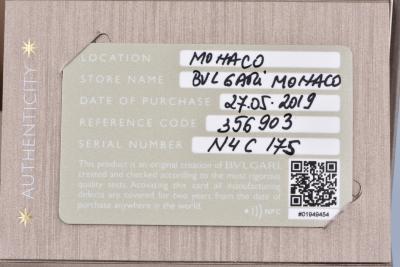 AUTHENTICITY
LOCATION MONACO
STORE NAME BVLGARI MONACO
DATE OF PURCHASE 27.05.2019
REFERENCE CODE 356903
SERIAL NUMBER N4C175
This product is an original creation of BVLGARI,
created and checked according to the most rigorous
quality tests. Activating this card all manufacturing
defects are covered for two years from the date of
purchase anywhere in the world.
NFC
#01949454